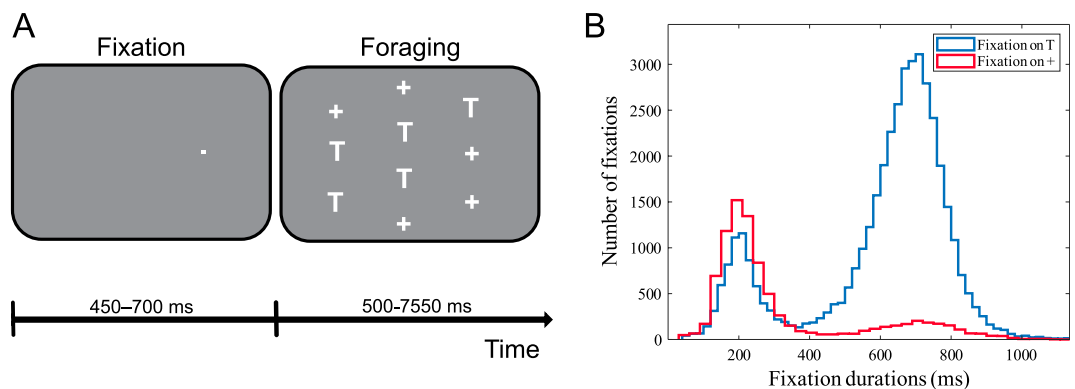 A
Fixation
Foraging
+
+ T
T
T +
T
T +
+
450–700 ms
500-7550 ms
Time
B
Fixation on T
Fixation on +
Number of fixations
3000
2500
2000
1500
1000
500
0
200 400 600 800 1000
Fixation durations (ms)